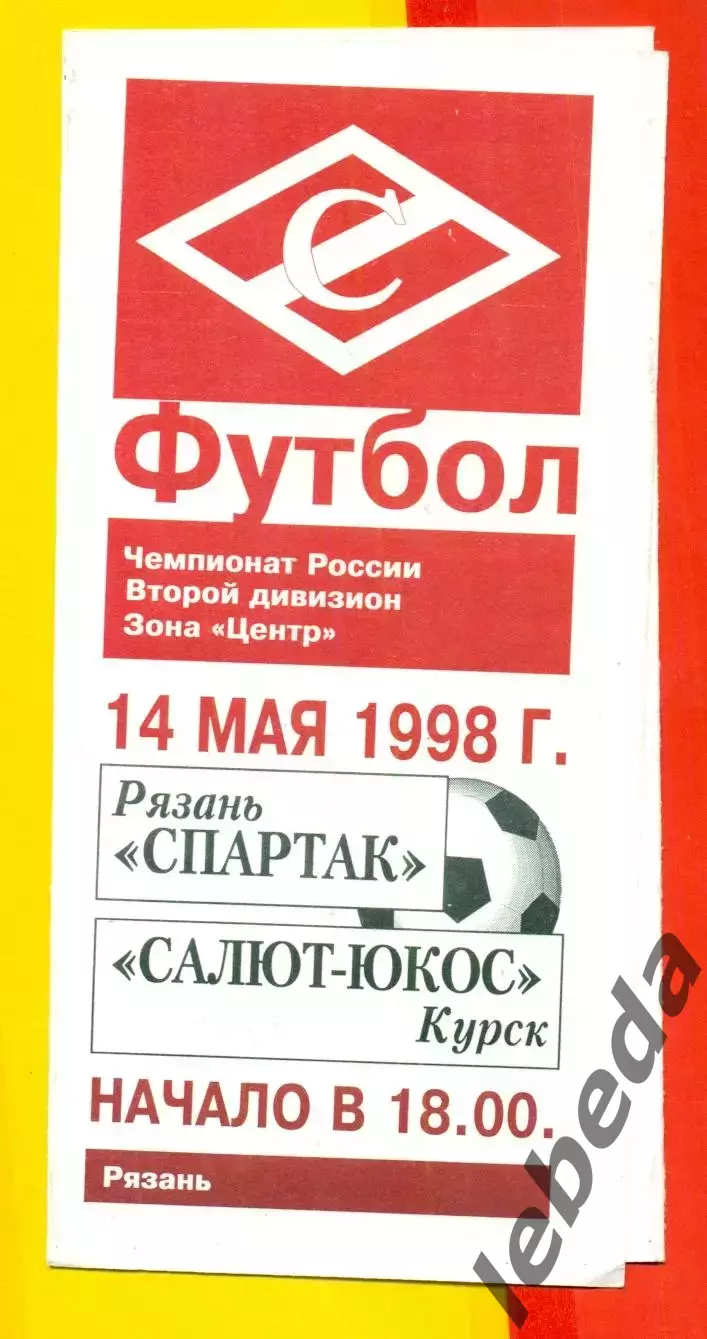 С
Футбол
Чемпионат России
Второй дивизион
Зона «Центр»
14 МАЯ 1998 Г.
Рязань
«СПАРТАК»
«САЛЮТ-ЮКОС»
Курск
НАЧАЛО В 18.00.
Рязань
lebeda